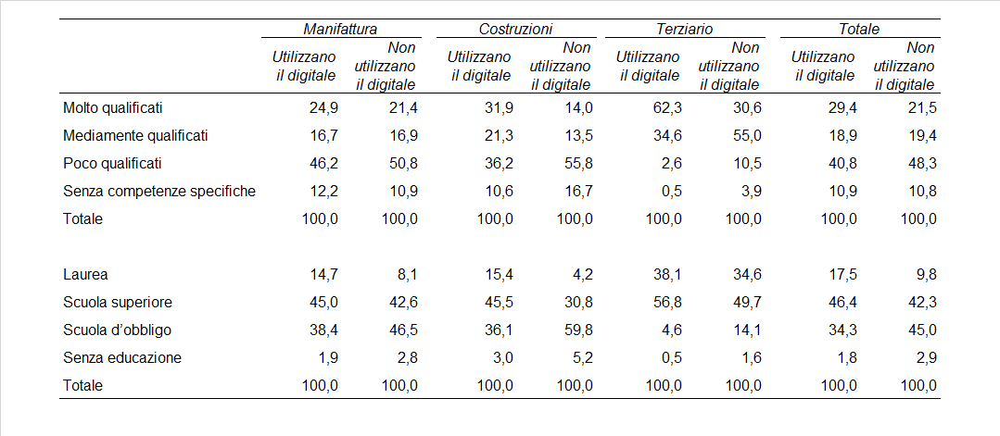 Manifattura Costruzioni Terziario Totale
Utilizzano il digitale Non utilizzano il digitale Utilizzano il digitale Non utilizzano il digitale Utilizzano il digitale Non utilizzano il digitale Utilizzano il digitale Non utilizzano il digitale
Molto qualificati 24,9 21,4 31,9 14,0 62,3 30,6 29,4 21,5
Mediamente qualificati 16,7 16,9 21,3 13,5 34,6 55,0 18,9 19,4
Poco qualificati 46,2 50,8 36,2 55,8 2,6 10,5 40,8 48,3
Senza competenze specifiche 12,2 10,9 10,6 16,7 0,5 3,9 10,9 10,8
Totale 100,0 100,0 100,0 100,0 100,0 100,0 100,0 100,0
Laurea 14,7 8,1 15,4 4,2 38,1 34,6 17,5 9,8
Scuola superiore 45,0 42,6 45,5 30,8 56,8 49,7 46,4 42,3
Scuola d’obbligo 38,4 46,5 36,1 59,8 4,6 14,1 34,3 45,0
Senza educazione 1,9 2,8 3,0 5,2 0,5 1,6 1,8 2,9
Totale 100,0 100,0 100,0 100,0 100,0 100,0 100,0 100,0